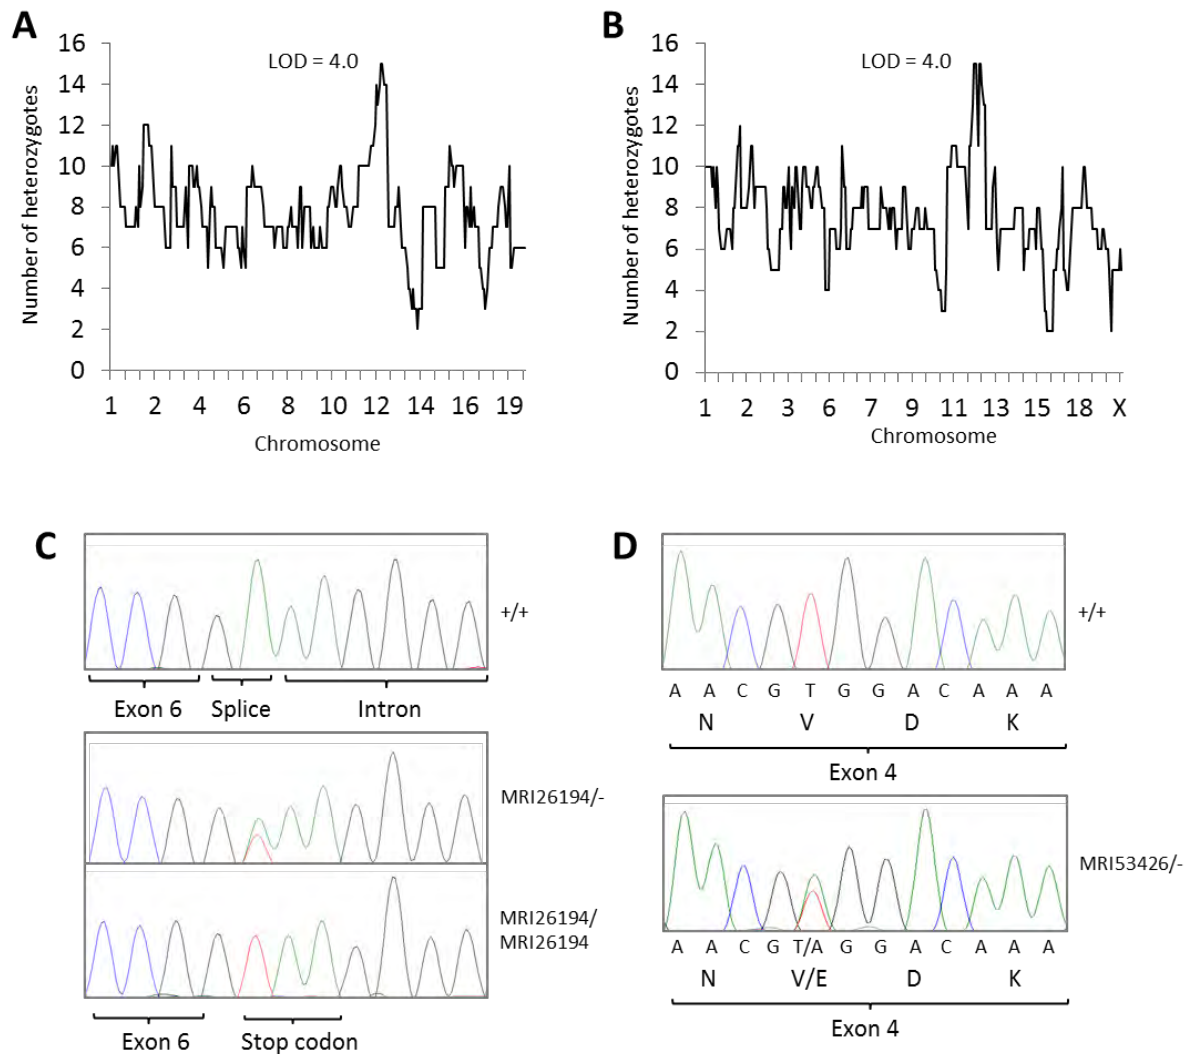 A
LOD = 4.0
Number of heterozygotes
16
14
12
10
8
6
4
2
0
1 2 4 6 8 10 12 14 16 19
Chromosome
B
LOD = 4.0
Number of heterozygotes
16
14
12
10
8
6
4
2
0
1 2 3 6 7 9 11 13 15 18 X
Chromosome
C
+/+
Exon 6 Splice Intron
MRI26194/-
MRI26194/
MRI26194
Exon 6 Stop codon
D
+/+
A A C G T G G A C A A A
N V D K
Exon 4
MRI53426/-
A A C G T/A G G A C A A A
N V/E D K
Exon 4